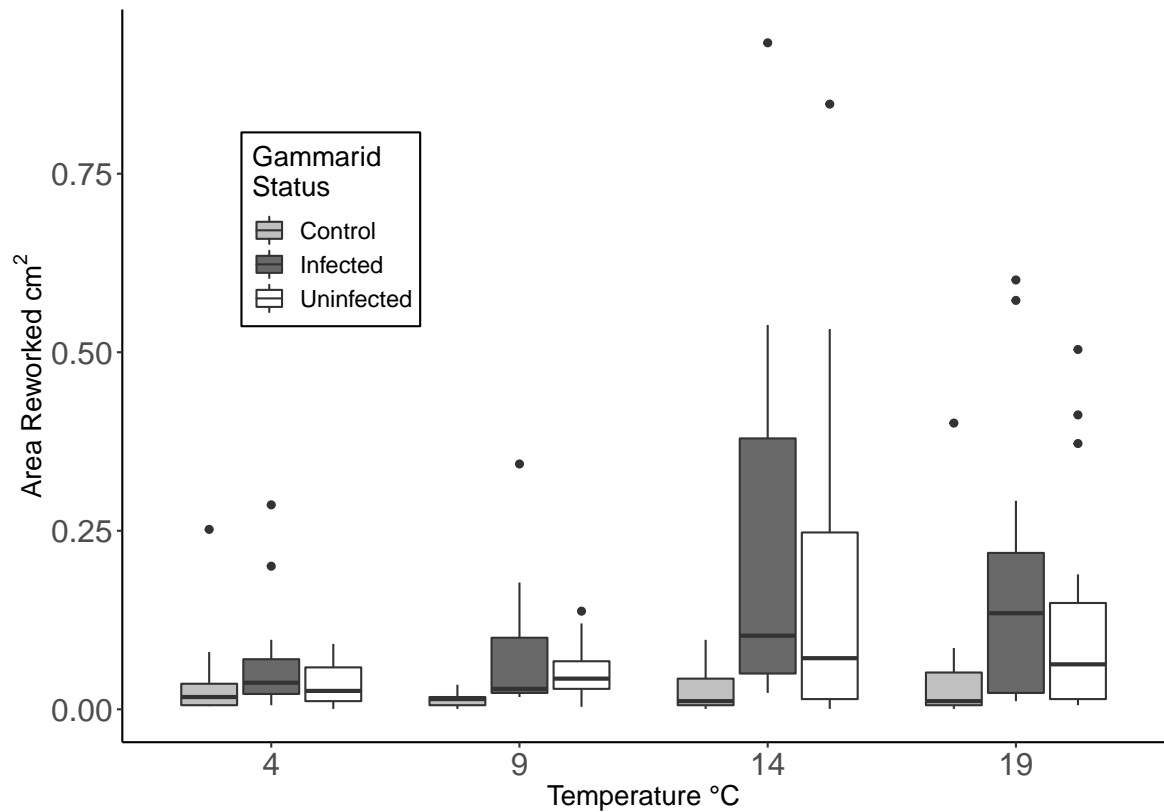 Gammarid
Status
Control
Infected
Uninfected
Area Reworked cm²
0.75
0.50
0.25
0.00
4 9 14 19
Temperature °C